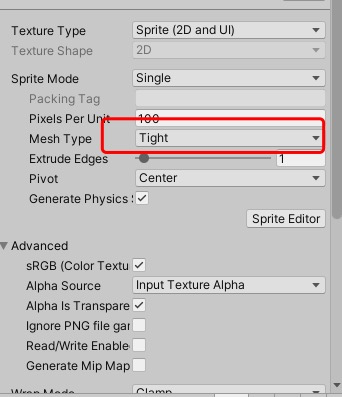 Texture Type Sprite (2D and UI)
Texture Shape 2D
Sprite Mode Single
Packing Tag
Pixels Per Unit 100
Mesh Type Tight
Extrude Edges 1
Pivot Center
Generate Physics S
Sprite Editor
Advanced
sRGB (Color Textu
Alpha Source Input Texture Alpha
Alpha Is Transpare
Ignore PNG file gar
Read/Write Enable
Generate Mip Map
Wrap Mode Clamp